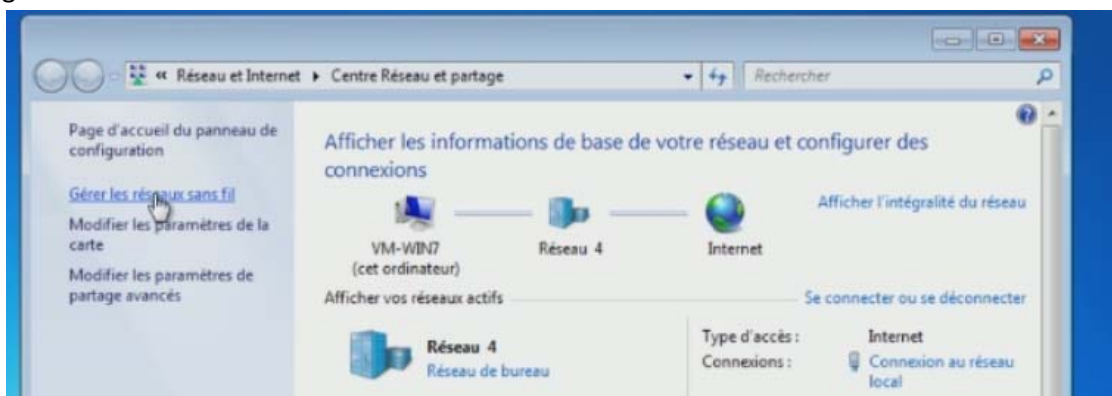 « Réseau et Internet ▸ Centre Réseau et partage
Rechercher
Page d'accueil du panneau de
configuration
Gérer les réseaux sans fil
Modifier les paramètres de la
carte
Modifier les paramètres de
partage avancés
Afficher les informations de base de votre réseau et configurer des
connexions
Afficher l'intégralité du réseau
VM-WIN7
(cet ordinateur)
Réseau 4
Internet
Afficher vos réseaux actifs
Se connecter ou se déconnecter
Réseau 4
Réseau de bureau
Type d'accès :
Internet
Connexions :
Connexion au réseau
local